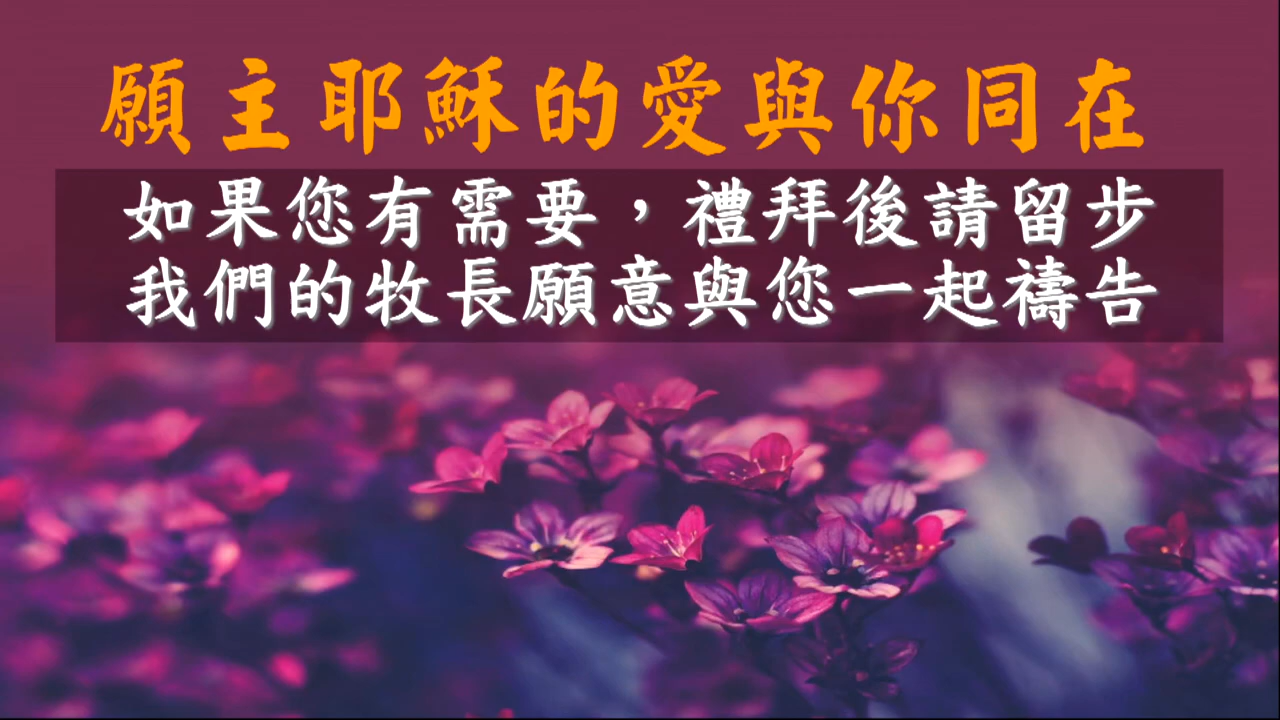 願主耶穌的愛與你同在
如果您有需要，禮拜後請留步
我們的牧長願意與您一起禱告